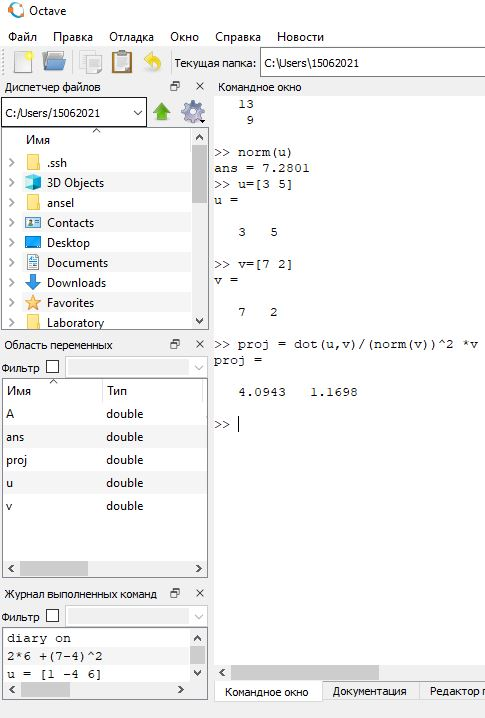 Octave
Файл Правка Отладка Окно Справка Новости
Текущая папка: C:\Users\15062021
Диспетчер файлов
C:/Users/15062021
Имя
.ssh
3D Objects
ansel
Contacts
Desktop
Documents
Downloads
Favorites
Laboratory
Область переменных
Фильтр
Имя Тип
A double
ans double
proj double
u double
v double
Журнал выполненных команд
Фильтр
diary on
2*6 +(7-4)^2
u = [1 -4 6]
Командное окно
13
9
>> norm(u)
ans = 7.2801
>> u=[3 5]
u =
3 5
>> v=[7 2]
v =
7 2
>> proj = dot(u,v)/(norm(v))^2 *v
proj =
4.0943 1.1698
>>
Командное окно Документация Редактор